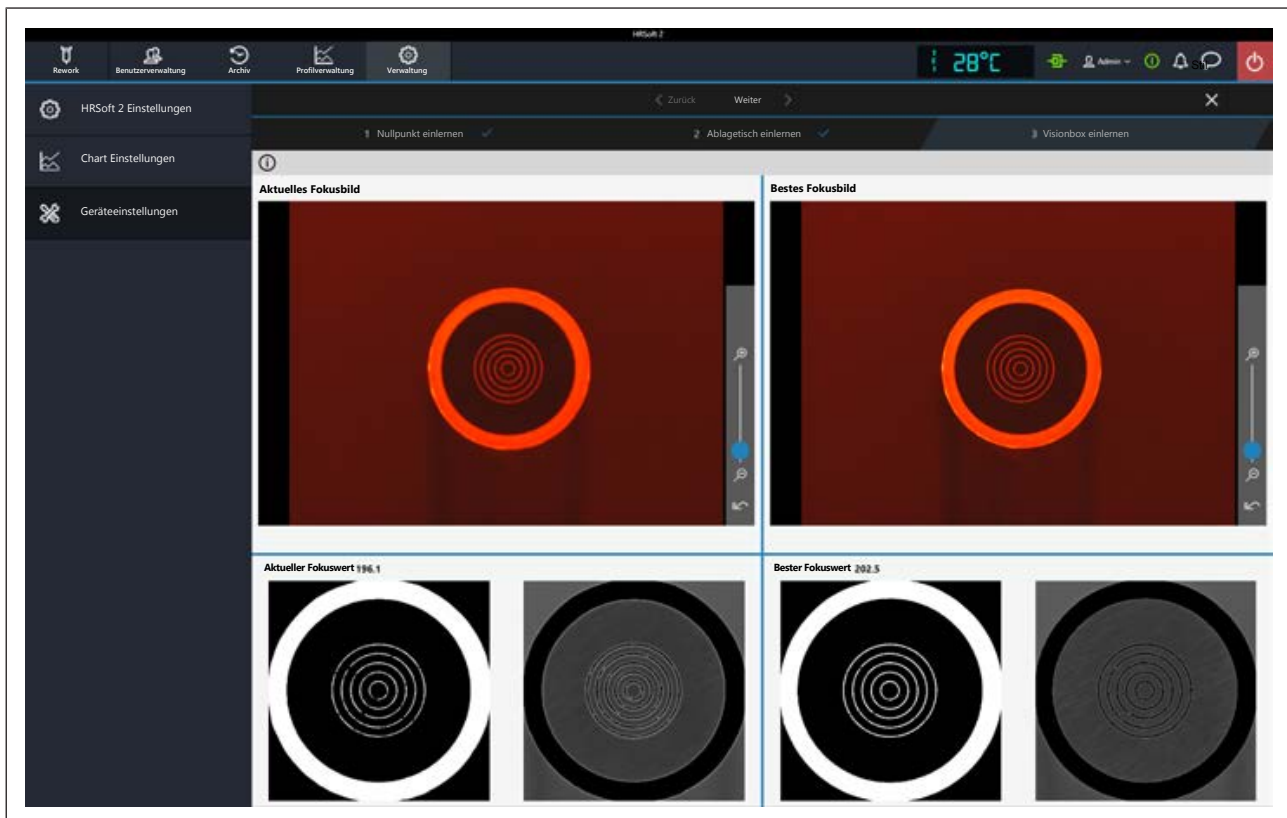 HRSoft 2
Rework Benutzerverwaltung Archiv Profilverwaltung Verwaltung 28°C Admin
HRSoft 2 Einstellungen
Chart Einstellungen
Geräteeinstellungen
Zurück Weiter
1 Nullpunkt einlernen 2 Ablagetisch einlernen 3 Visionbox einlernen
Aktuelles Fokusbild Bestes Fokusbild
Aktueller Fokuswert 196.1 Bester Fokuswert 202.5